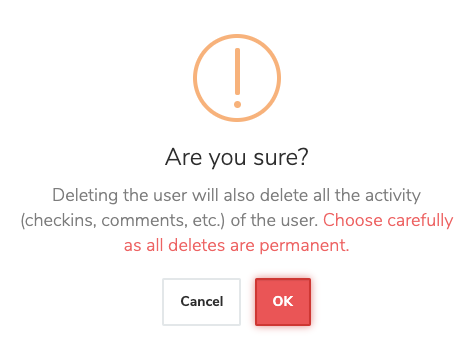 Are you sure?
Deleting the user will also delete all the activity
(checkins, comments, etc.) of the user. Choose carefully
as all deletes are permanent.
Cancel
OK